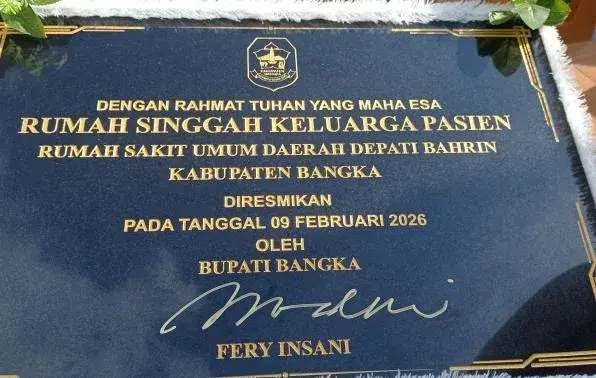 DENGAN RAHMAT TUHAN YANG MAHA ESA
RUMAH SINGGAH KELUARGA PASIEN
RUMAH SAKIT UMUM DAERAH DEPATI BAHRIN
KABUPATEN BANGKA
DIRESMIKAN
PADA TANGGAL 09 FEBRUARI 2026
OLEH
BUPATI BANGKA
FERY INSANI